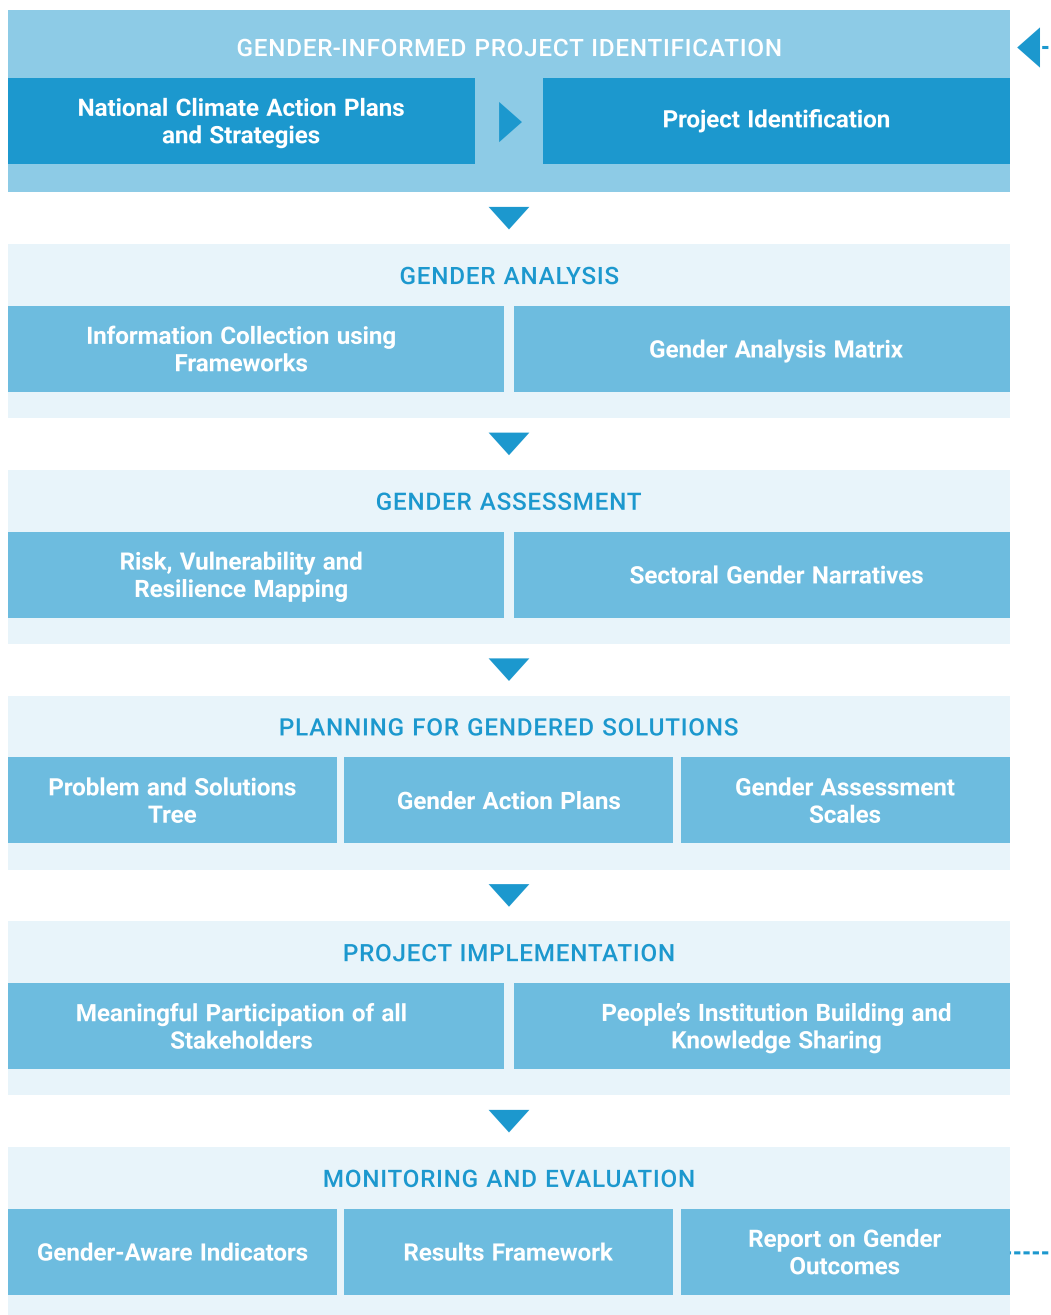 GENDER-INFORMED PROJECT IDENTIFICATION
National Climate Action Plans
and Strategies
Project Identification
GENDER ANALYSIS
Information Collection using
Frameworks
Gender Analysis Matrix
GENDER ASSESSMENT
Risk, Vulnerability and
Resilience Mapping
Sectoral Gender Narratives
PLANNING FOR GENDERED SOLUTIONS
Problem and Solutions
Tree
Gender Action Plans
Gender Assessment
Scales
PROJECT IMPLEMENTATION
Meaningful Participation of all
Stakeholders
People’s Institution Building and
Knowledge Sharing
MONITORING AND EVALUATION
Gender-Aware Indicators
Results Framework
Report on Gender
Outcomes